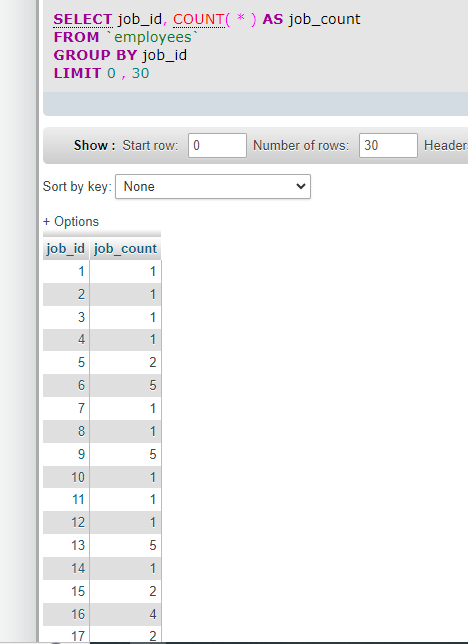 SELECT job_id, COUNT( * ) AS job_count
FROM `employees`
GROUP BY job_id
LIMIT 0 , 30
Show : Start row: 0 Number of rows: 30 Header
Sort by key: None
+ Options
job_id job_count
1 1
2 1
3 1
4 1
5 2
6 5
7 1
8 1
9 5
10 1
11 1
12 1
13 5
14 1
15 2
16 4
17 2